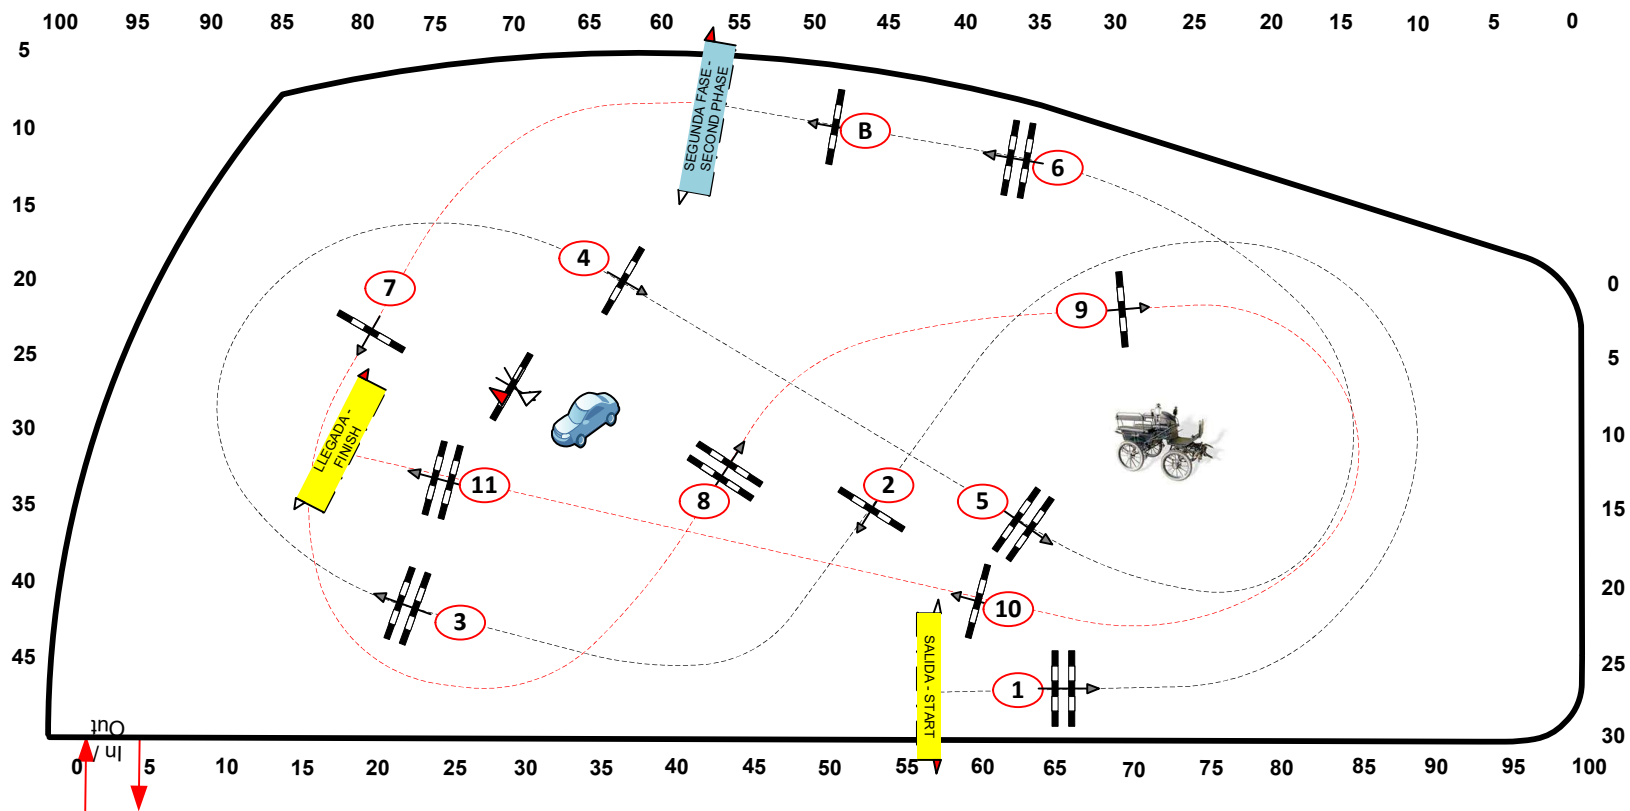 100 95 90 85 80 75 70 65 60 55 50 45 40 35 30 25 20 15 10 5 0
5
10
15
20
25
30
35
40
45
SEGUNDA FASE -
SECOND PHASE
B
6
4
7
9
0
5
10
15
20
25
30
LLEGADA -
FINISH
11
8
2
5
3
10
1
SALIDA - START
In /
Out
0 5 10 15 20 25 30 35 40 45 50 55 60 65 70 75 80 85 90 95 100